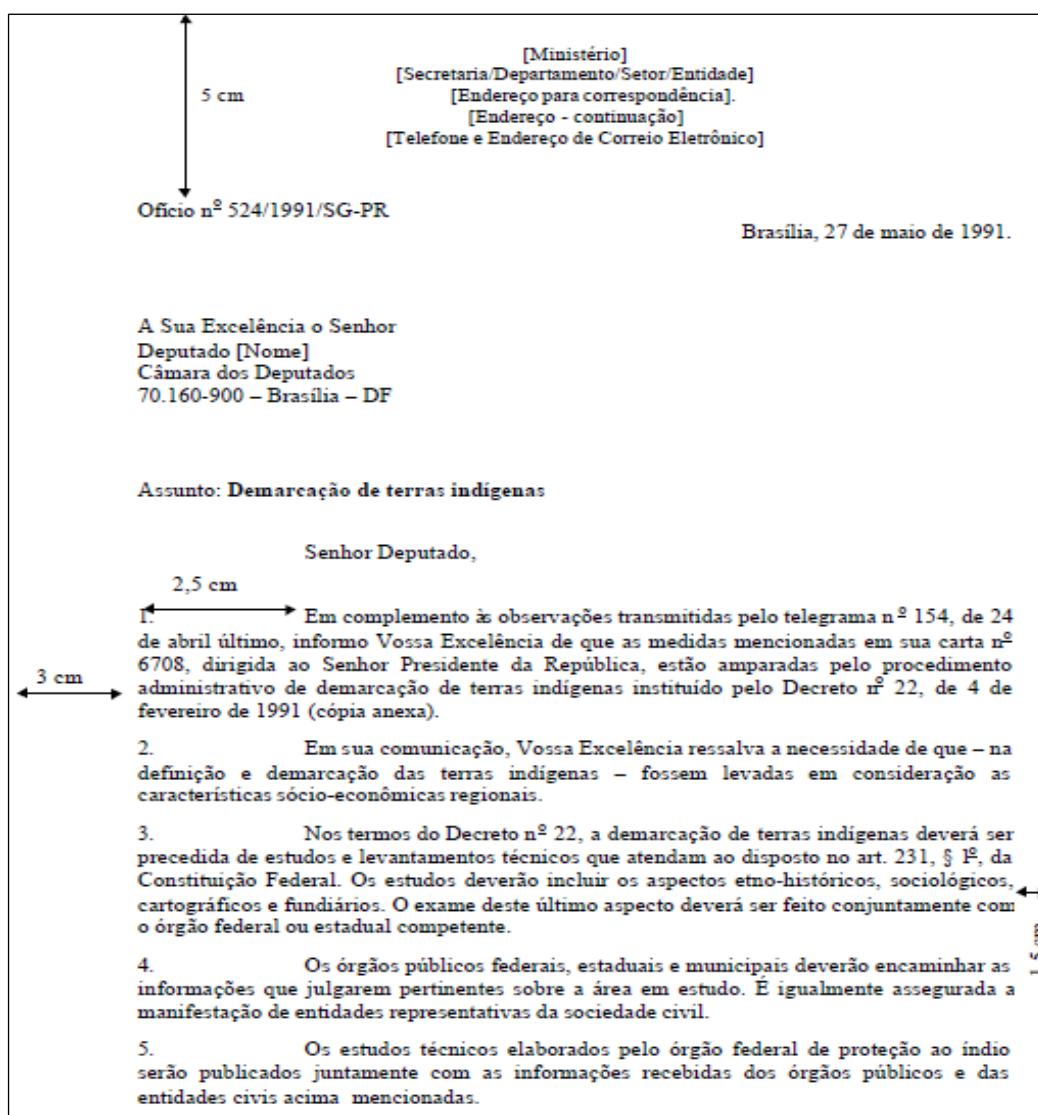 [Ministério]
[Secretaria/Departamento/Setor/Entidade]
5 cm
[Endereço para correspondência].
[Endereço - continuação]
[Telefone e Endereço de Correio Eletrônico]
Ofício nº 524/1991/SG-PR
Brasília, 27 de maio de 1991.
A Sua Excelência o Senhor
Deputado [Nome]
Câmara dos Deputados
70.160-900 – Brasília – DF
Assunto: Demarcação de terras indígenas
Senhor Deputado,
2,5 cm
1. Em complemento às observações transmitidas pelo telegrama nº 154, de 24
de abril último, informo Vossa Excelência de que as medidas mencionadas em sua carta nº
6708, dirigida ao Senhor Presidente da República, estão amparadas pelo procedimento
3 cm
administrativo de demarcação de terras indígenas instituído pelo Decreto nº 22, de 4 de
fevereiro de 1991 (cópia anexa).
2. Em sua comunicação, Vossa Excelência ressalva a necessidade de que – na
definição e demarcação das terras indígenas – fossem levadas em consideração as
características sócio-econômicas regionais.
3. Nos termos do Decreto nº 22, a demarcação de terras indígenas deverá ser
precedida de estudos e levantamentos técnicos que atendam ao disposto no art. 231, § 1º, da
Constituição Federal. Os estudos deverão incluir os aspectos etno-históricos, sociológicos,
cartográficos e fundiários. O exame deste último aspecto deverá ser feito conjuntamente com
o órgão federal ou estadual competente.
1,5 cm
4. Os órgãos públicos federais, estaduais e municipais deverão encaminhar as
informações que julgarem pertinentes sobre a área em estudo. É igualmente assegurada a
manifestação de entidades representativas da sociedade civil.
5. Os estudos técnicos elaborados pelo órgão federal de proteção ao índio
serão publicados juntamente com as informações recebidas dos órgãos públicos e das
entidades civis acima mencionadas.